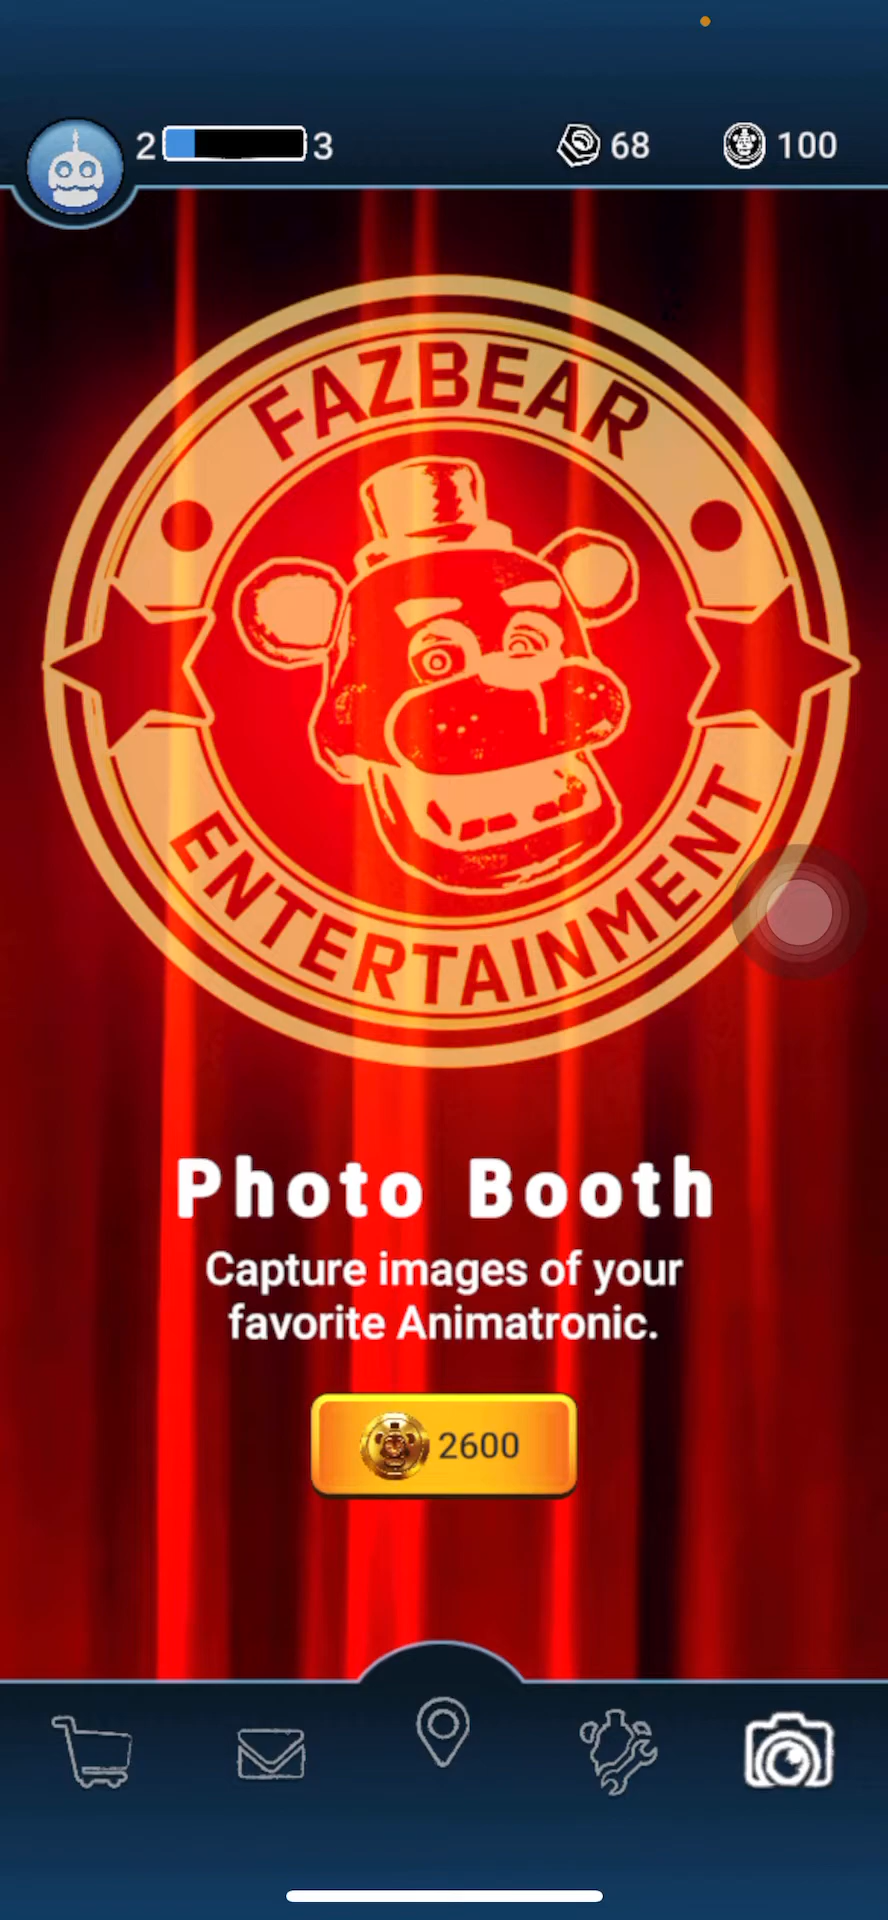 2 3 68 100
FAZBEAR
ENTERTAINMENT
Photo Booth
Capture images of your
favorite Animatronic.
2600